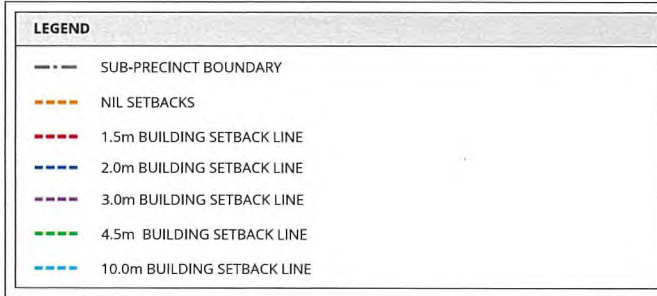 LEGEND
SUB-PRECINCT BOUNDARY
NIL SETBACKS
1.5m BUILDING SETBACK LINE
2.0m BUILDING SETBACK LINE
3.0m BUILDING SETBACK LINE
4.5m BUILDING SETBACK LINE
10.0m BUILDING SETBACK LINE